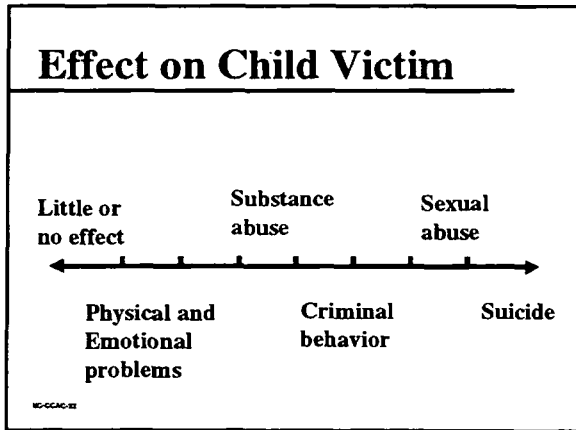 Effect on Child Victim
Little or
no effect
Substance
abuse
Sexual
abuse
Physical and
Emotional
problems
Criminal
behavior
Suicide